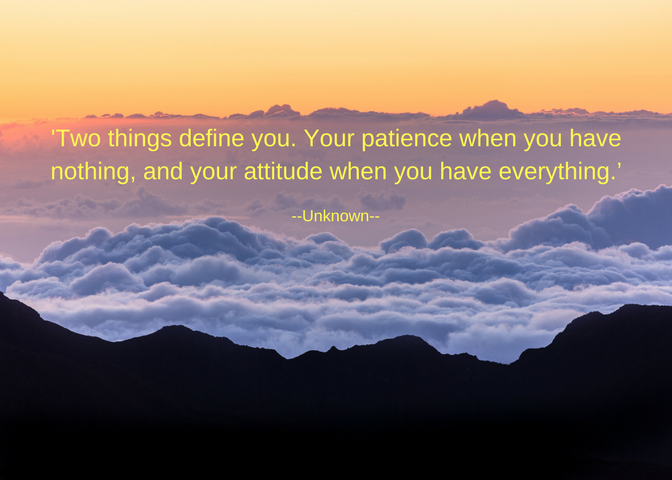 'Two things define you. Your patience when you have
nothing, and your attitude when you have everything.’
--Unknown--